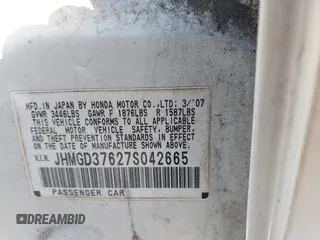 MFD. IN JAPAN BY HONDA MOTOR CO.,LTD: 3/'07
GVWR 3446LBS GAWR F 1876LBS R 1587LBS
THIS VEHICLE CONFORMS TO ALL APPLICABLE
FEDERAL MOTOR VEHICLE SAFETY, BUMPER,
AND THEFT PREVENTION STANDARDS IN
EFFECT ON THE DATE OF MANUFACTURE
SHOWN ABOVE.
V.I.N. JHMGD37627S042665
PASSENGER CAR
DREAMBID